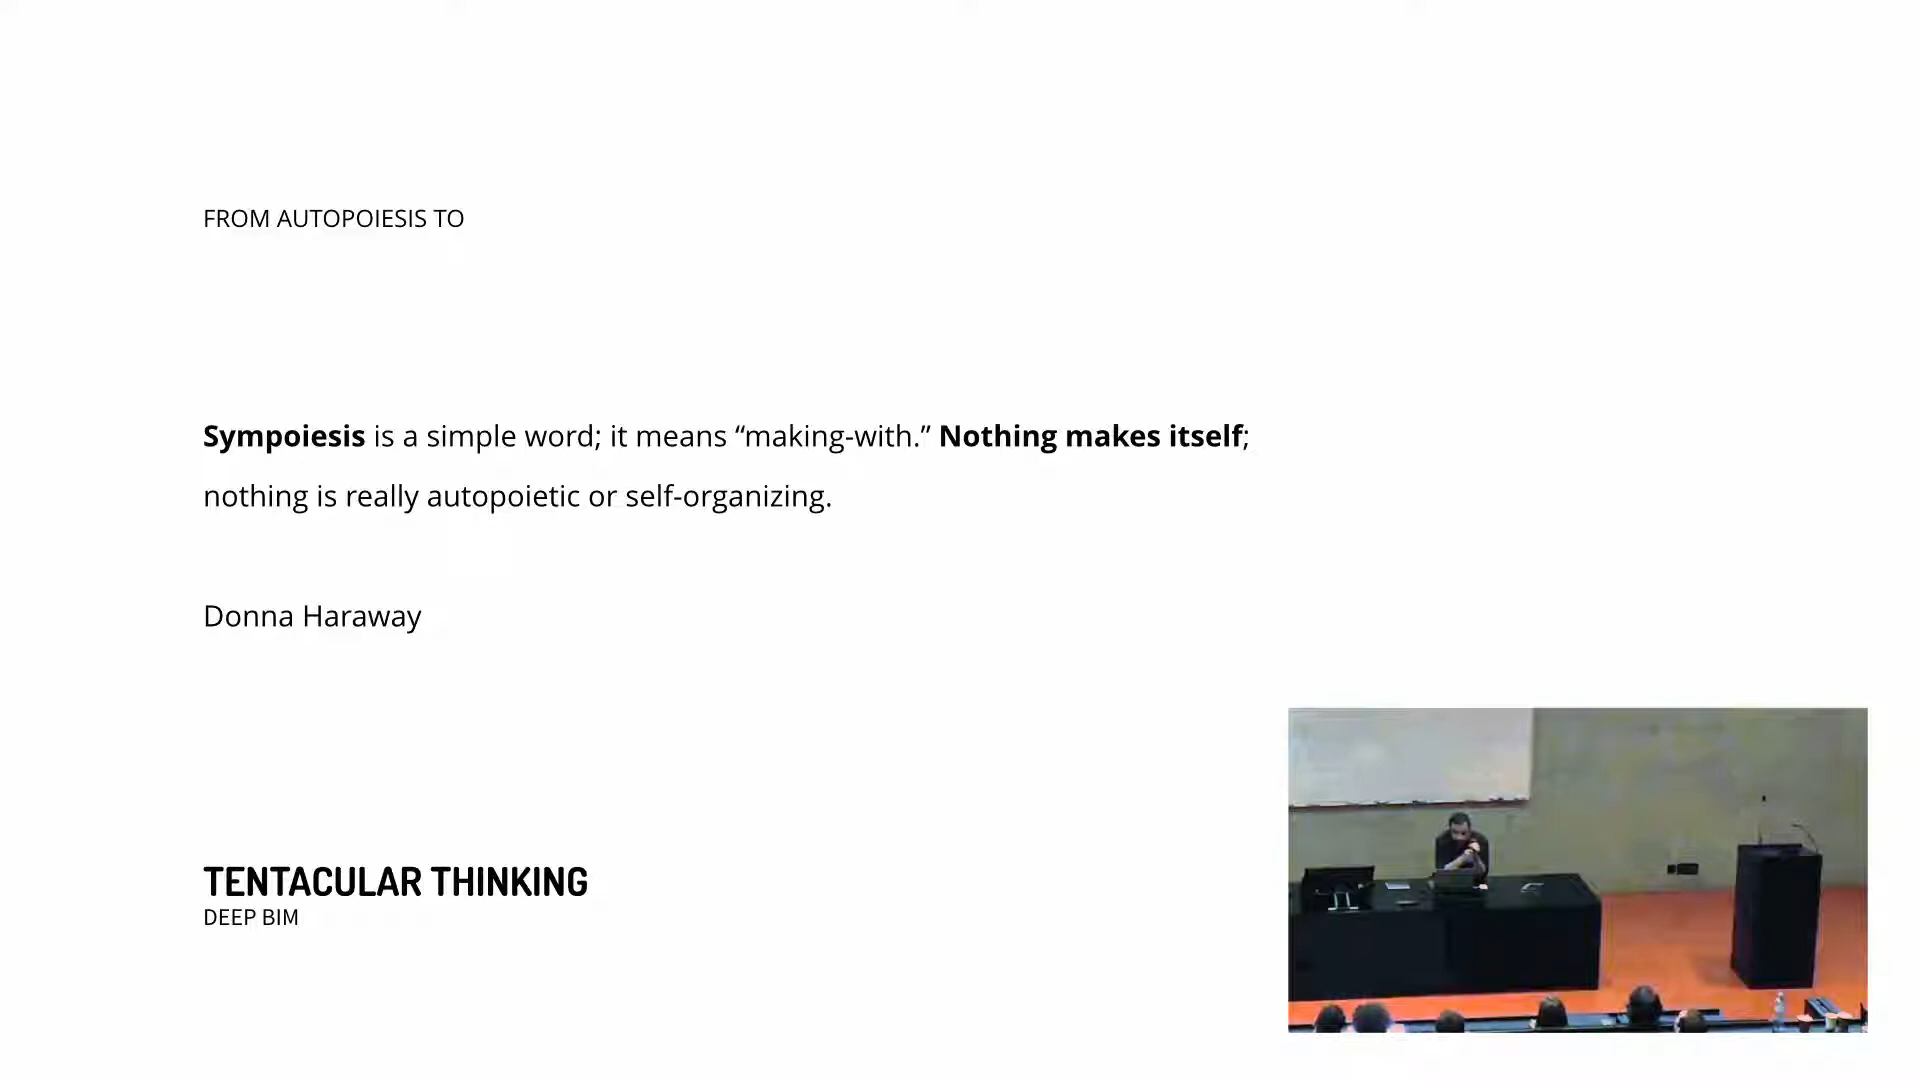 FROM AUTOPOIESIS TO
Sympoiesis is a simple word; it means “making-with.” Nothing makes itself;
nothing is really autopoietic or self-organizing.
Donna Haraway
TENTACULAR THINKING
DEEP BIM